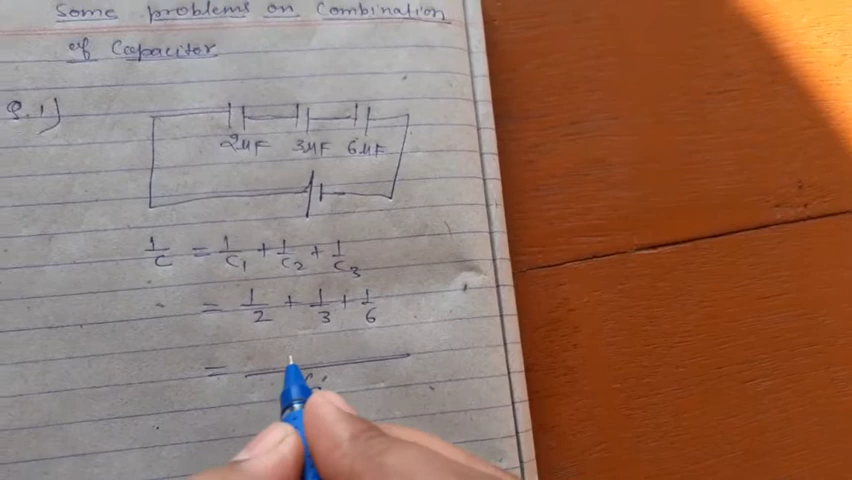 Some problems on Combination
of Capacitor
Q.1)
2μF 3μF 6μF
1/C = 1/C1 + 1/C2 + 1/C3
= 1/2 + 1/3 + 1/6
=